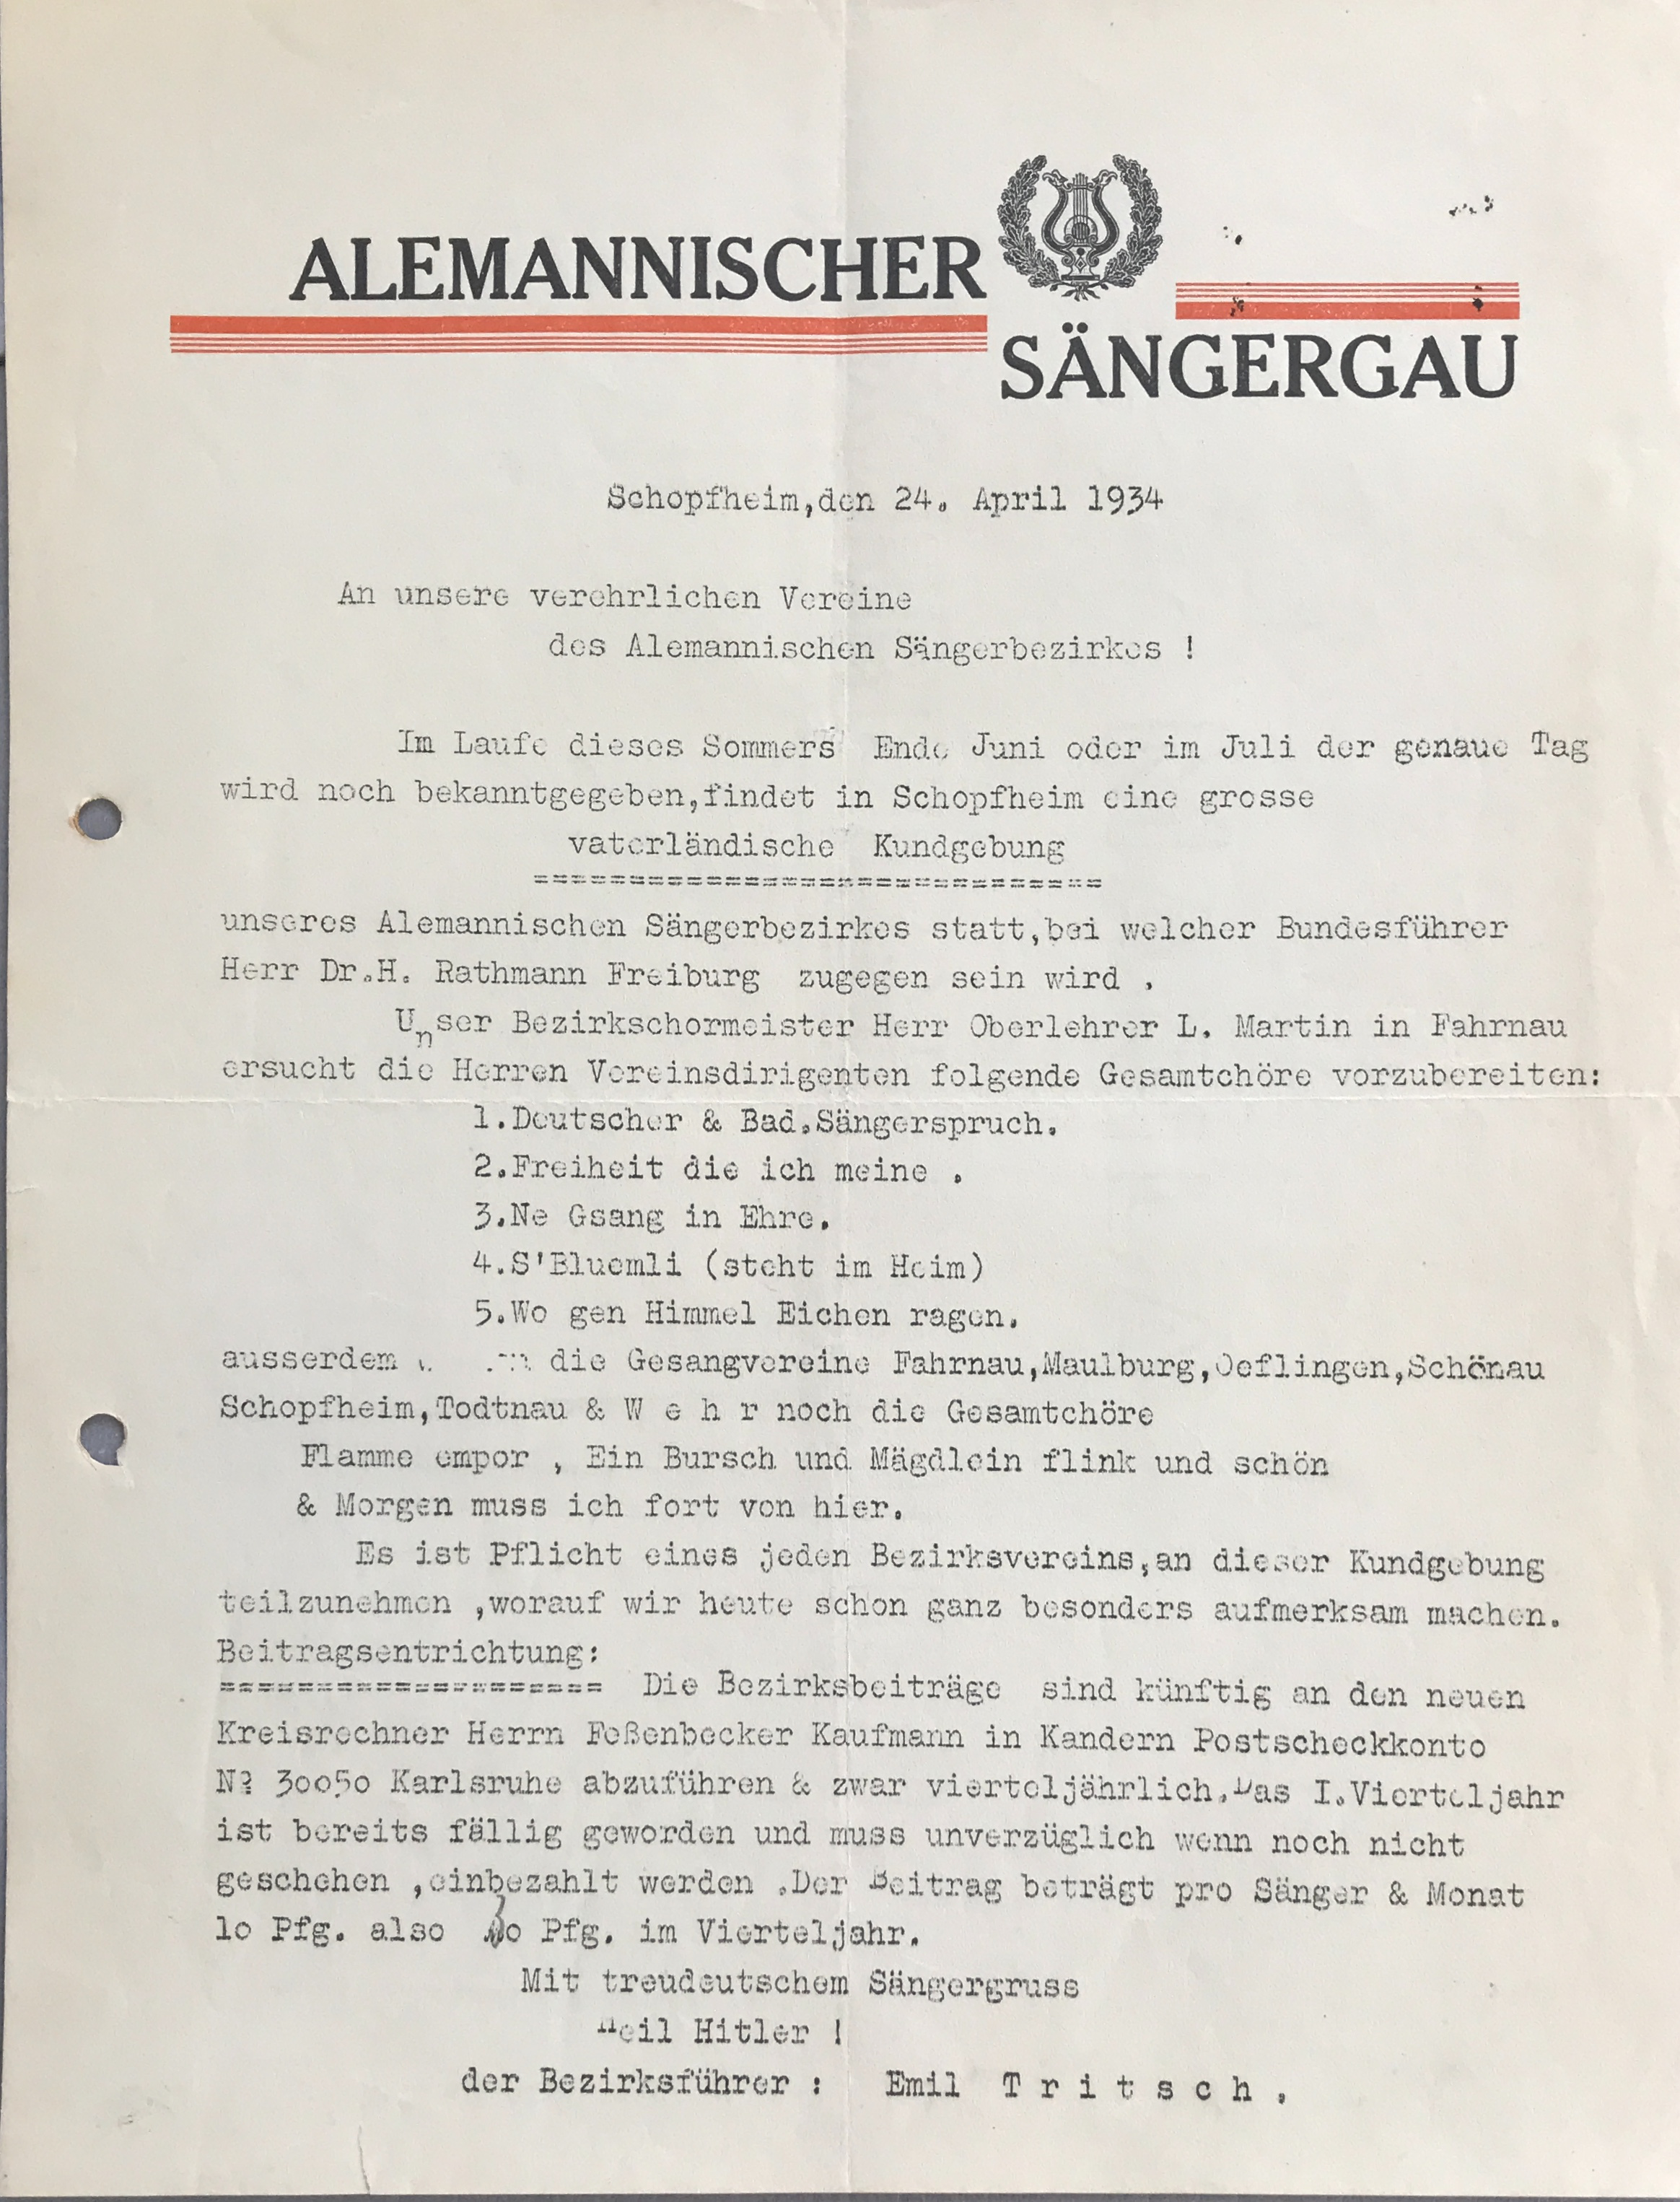 ALEMANNISCHER
SÄNGERGAU
Schopfheim,den 24. April 1934
An unsere verehrlichen Vereine
des Alemannischen Sängerbezirkes !
Im Laufe dieses Sommers Ende Juni oder im Juli der genaue Tag
wird noch bekanntgegeben,findet in Schopfheim eine grosse
vaterländische Kundgebung
==============================
unseres Alemannischen Sängerbezirkes statt,bei welcher Bundesführer
Herr Dr.H. Rathmann Freiburg zugegen sein wird .
Unser Bezirkschormeister Herr Oberlehrer L. Martin in Fahrnau
ersucht die Herren Vereinsdirigenten folgende Gesamtchöre vorzubereiten:
1.Deutscher & Bad.Sängerspruch.
2.Freiheit die ich meine .
3.Ne Gsang in Ehre.
4.S'Bluemli (steht im Heim)
5.Wo gen Himmel Eichen ragen.
ausserdem die Gesangvereine Fahrnau,Maulburg,Oeflingen,Schönau
Schopfheim,Todtnau & W e h r noch die Gesamtchöre
Flamme empor , Ein Bursch und Mägdlein flink und schön
& Morgen muss ich fort von hier.
Es ist Pflicht eines jeden Bezirksvereins,an dieser Kundgebung
teilzunehmen ,worauf wir heute schon ganz besonders aufmerksam machen.
Beitragsentrichtung:
==================== Die Bezirksbeiträge sind künftig an den neuen
Kreisrechner Herrn Feßenbecker Kaufmann in Kandern Postscheckkonto
No 30050 Karlsruhe abzuführen & zwar vierteljährlich.Das I.Vierteljahr
ist bereits fällig geworden und muss unverzüglich wenn noch nicht
geschehen ,einbezahlt werden .Der Beitrag beträgt pro Sänger & Monat
lo Pfg. also 3o Pfg. im Vierteljahr.
Mit treudeutschem Sängergruss
Heil Hitler !
der Bezirksführer : Emil T r i t s c h .